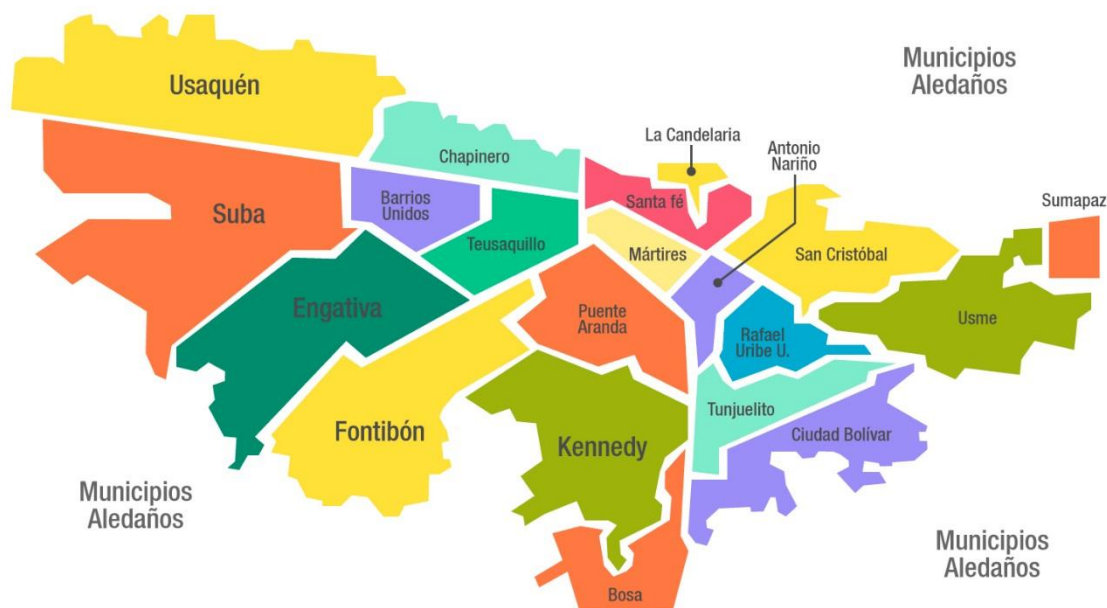 Municipios
Aledaños
Usaquén
La Candelaria
Antonio
Nariño
Chapinero
Barrios
Unidos
Santa fé
Sumapaz
Suba
Teusaquillo
Mártires
San Cristóbal
Engativa
Puente
Aranda
Usme
Rafael
Uribe U.
Tunjuelito
Fontibón
Kennedy
Ciudad Bolívar
Municipios
Aledaños
Municipios
Aledaños
Bosa